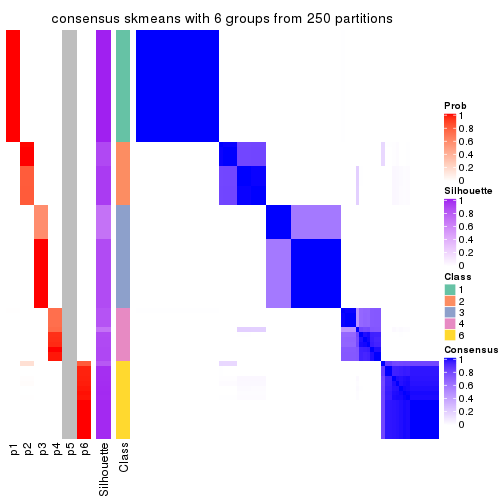 consensus skmeans with 6 groups from 250 partitions
Prob
1
0.8
0.6
0.4
0.2
0
Silhouette
1
0.8
0.6
0.4
0.2
0
Class
1
2
3
4
6
Consensus
1
0.8
0.6
0.4
0.2
0
p1
p2
p3
p4
p5
p6
Silhouette
Class